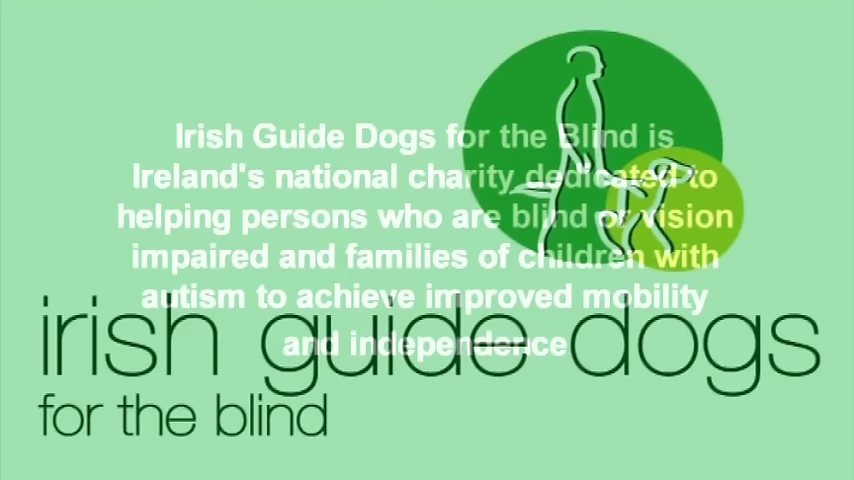 Irish Guide Dogs for the Blind is
Ireland's national charity dedicated to
helping persons who are blind or vision
impaired and families of children with
autism to achieve improved mobility
and independence
irish guide dogs
for the blind